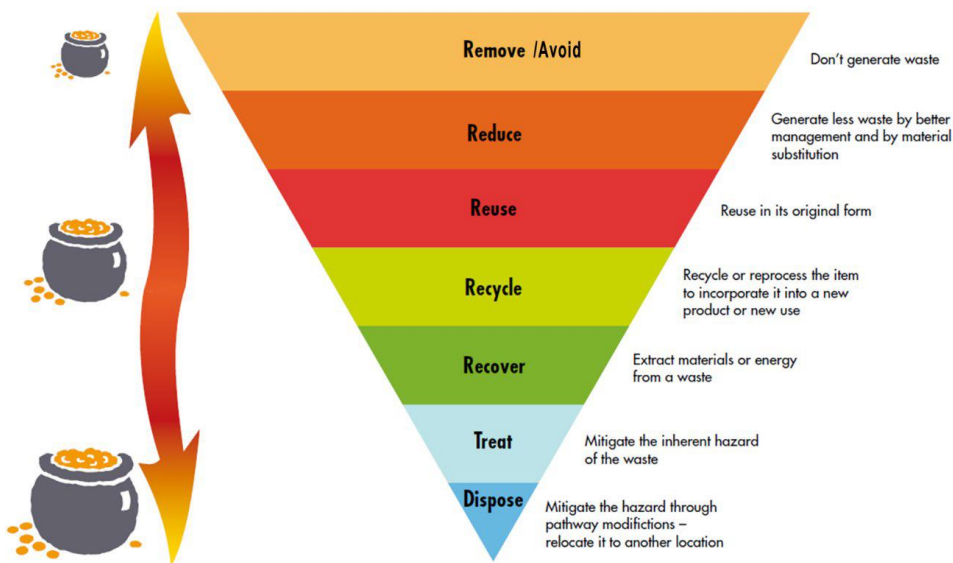 Remove /Avoid
Don't generate waste
Reduce
Generate less waste by better
management and by material
substitution
Reuse
Reuse in its original form
Recycle
Recycle or reprocess the item
to incorporate it into a new
product or new use
Recover
Extract materials or energy
from a waste
Treat
Mitigate the inherent hazard
of the waste
Dispose
Mitigate the hazard through
pathway modifictions –
relocate it to another location